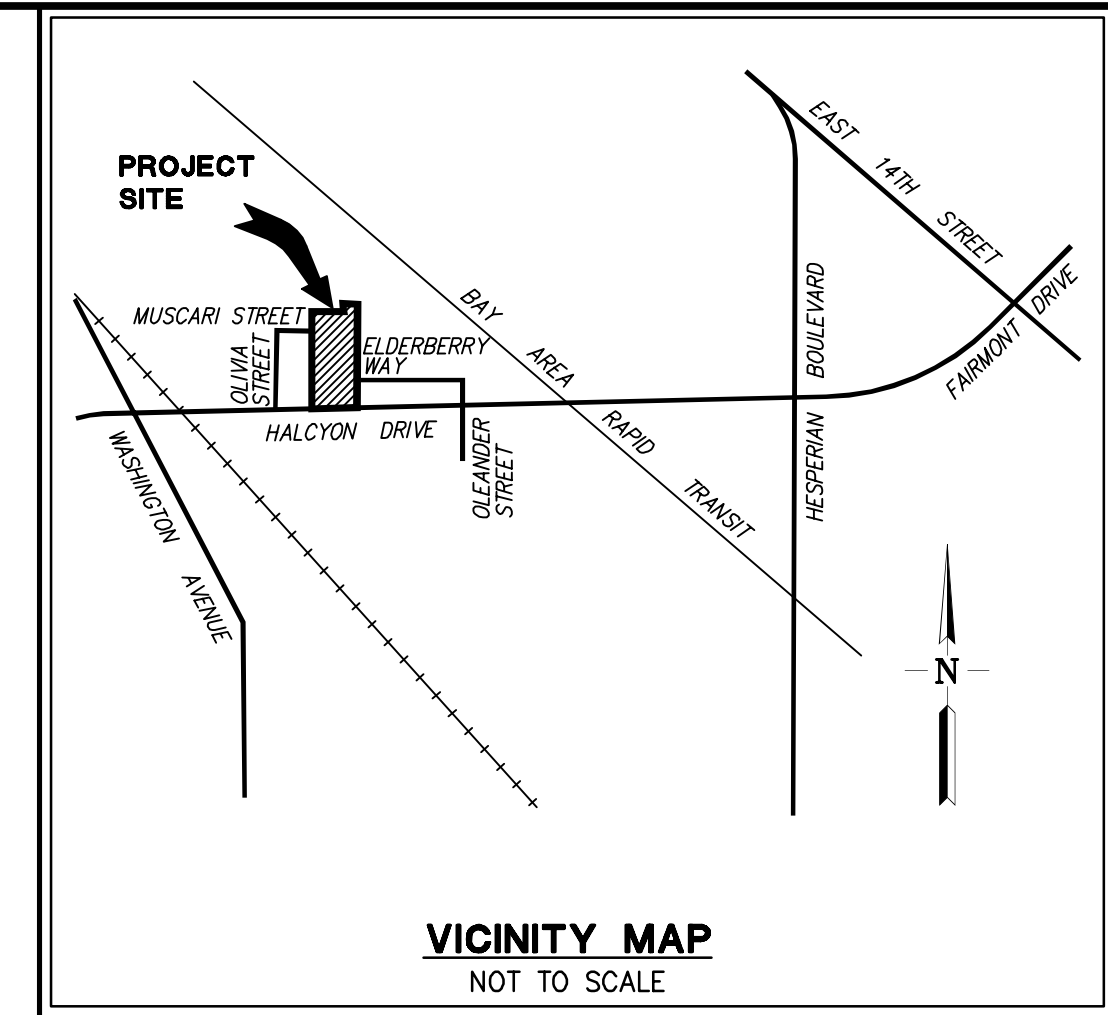 PROJECT
SITE
EAST 14TH STREET
BAY AREA RAPID TRANSIT
MUSCARI STREET
OLIVIA
STREET
ELDERBERRY
WAY
HALCYON DRIVE
OLEANDER
STREET
HESPERIAN BOULEVARD
FAIRMONT DRIVE
WASHINGTON AVENUE
N
VICINITY MAP
NOT TO SCALE